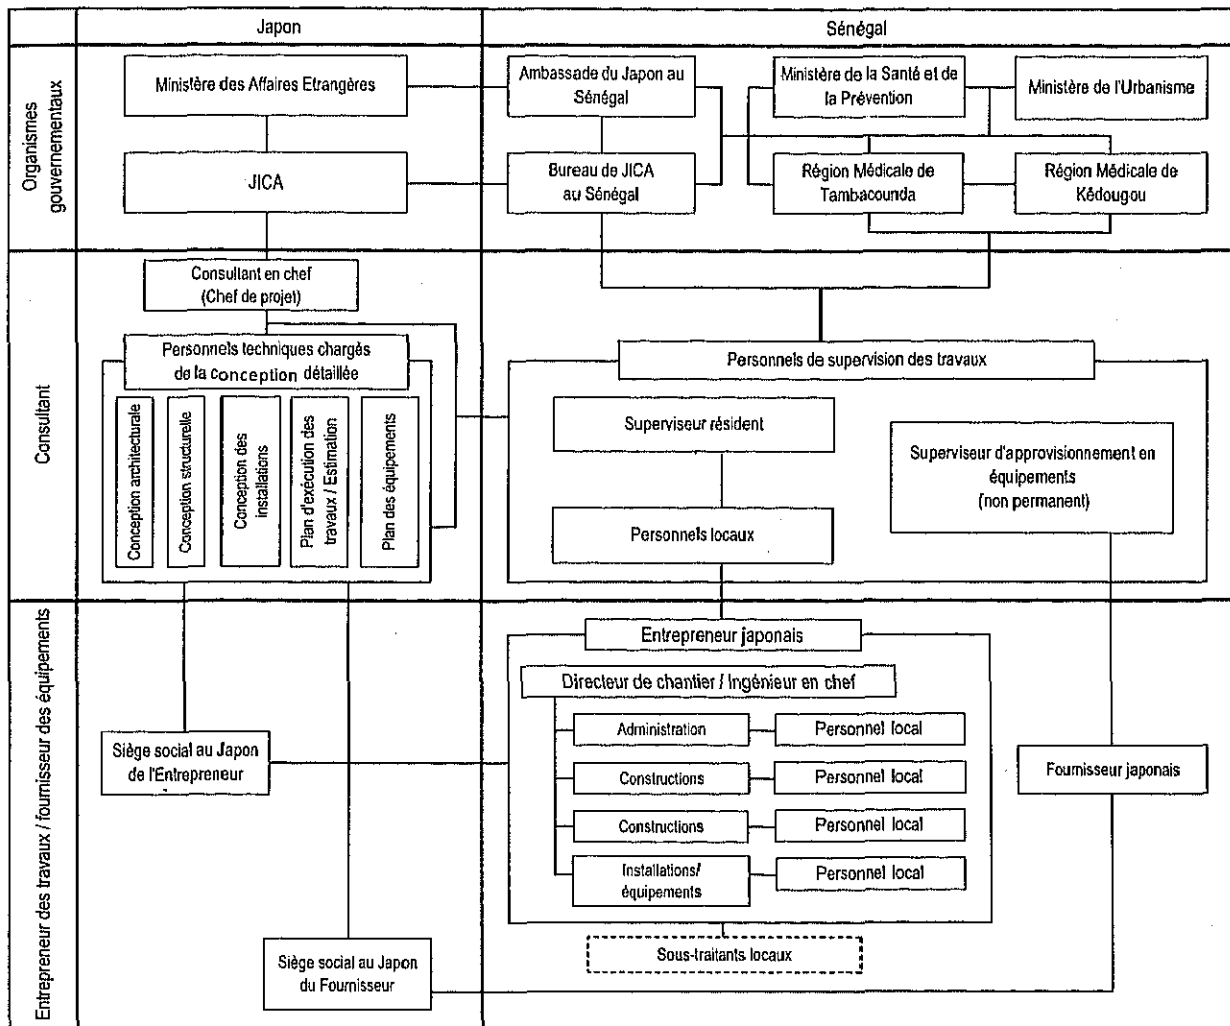 Japon
Sénégal
Organismes
gouvernementaux
Ministère des Affaires Etrangères
Ambassade du Japon au
Sénégal
Ministère de la Santé et de
la Prévention
Ministère de l'Urbanisme
JICA
Bureau de JICA
au Sénégal
Région Médicale de
Tambacounda
Région Médicale de
Kédougou
Consultant
Consultant en chef
(Chef de projet)
Personnels techniques chargés
de la conception détaillée
Conception architecturale
Conception structurelle
Conception des
installations
Plan d'exécution des
travaux / Estimation
Plan des équipements
Personnels de supervision des travaux
Superviseur résident
Personnels locaux
Superviseur d'approvisionnement en
équipements
(non permanent)
Entrepreneur des travaux / fournisseur des équipements
Siège social au Japon
de l'Entrepreneur
Siège social au Japon
du Fournisseur
Entrepreneur japonais
Directeur de chantier / Ingénieur en chef
Administration
Personnel local
Constructions
Personnel local
Constructions
Personnel local
Installations/
équipements
Personnel local
Sous-traitants locaux
Fournisseur japonais